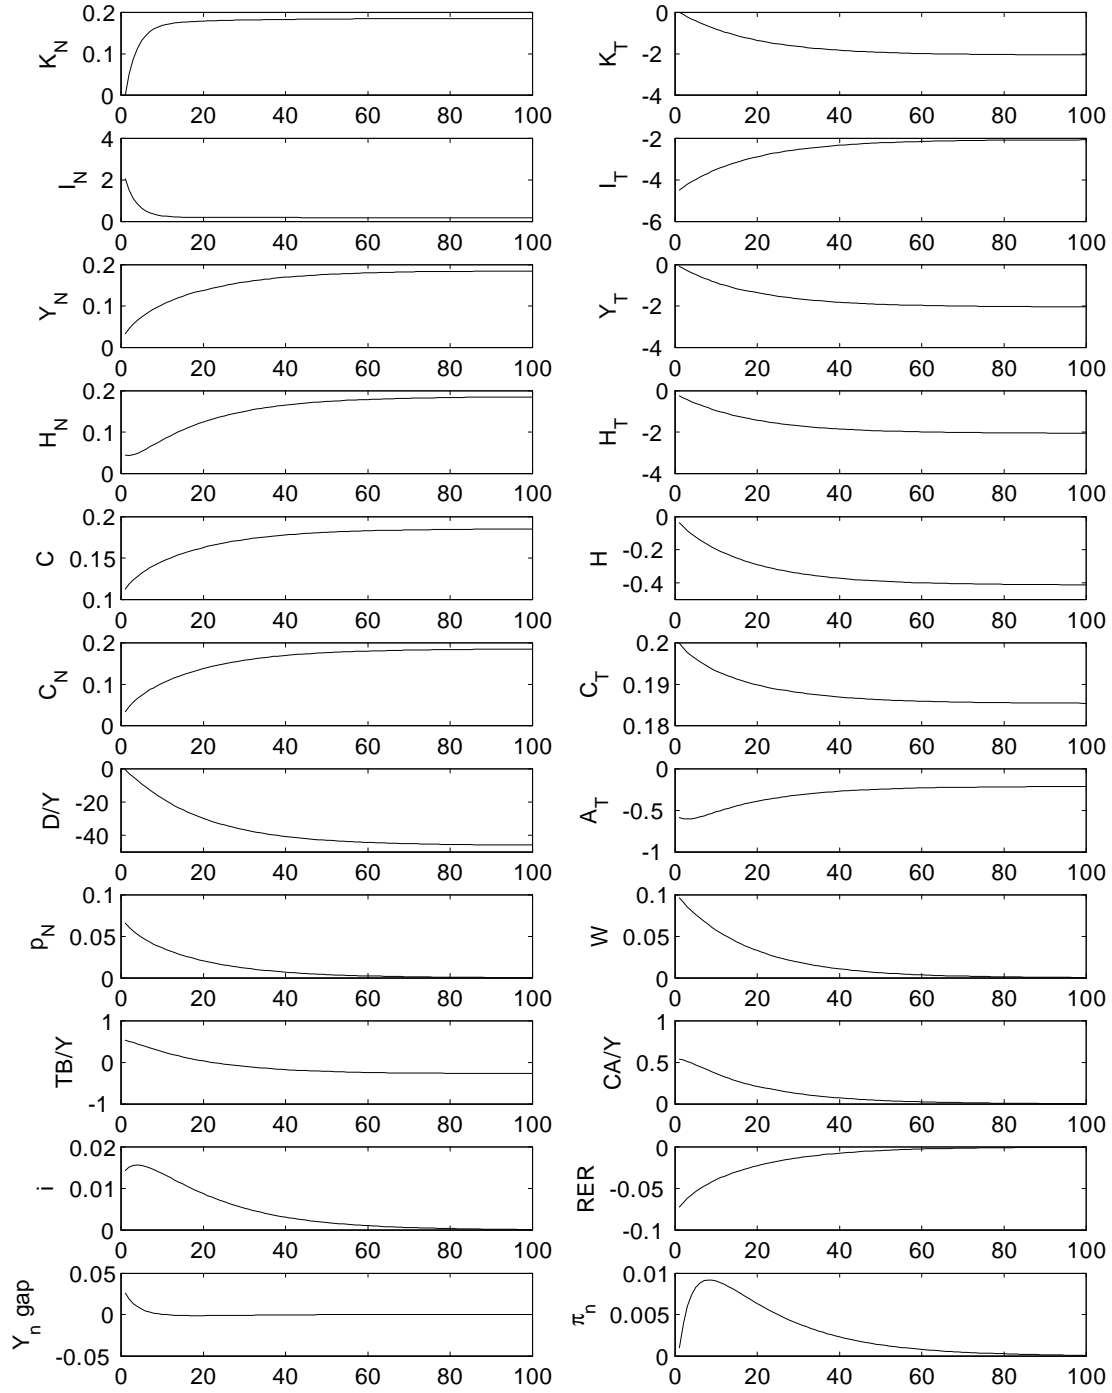 0.2
0.1
0
K_N
0 20 40 60 80 100
0
-2
-4
K_T
0 20 40 60 80 100
4
2
0
I_N
0 20 40 60 80 100
-2
-4
-6
I_T
0 20 40 60 80 100
0.2
0.1
0
Y_N
0 20 40 60 80 100
0
-2
-4
Y_T
0 20 40 60 80 100
0.2
0.1
0
H_N
0 20 40 60 80 100
0
-2
-4
H_T
0 20 40 60 80 100
0.2
0.15
0.1
C
0 20 40 60 80 100
0
-0.2
-0.4
H
0 20 40 60 80 100
0.2
0.1
0
C_N
0 20 40 60 80 100
0.2
0.19
0.18
C_T
0 20 40 60 80 100
0
-20
-40
D/Y
0 20 40 60 80 100
0
-0.5
-1
A_T
0 20 40 60 80 100
0.1
0.05
0
p_N
0 20 40 60 80 100
0.1
0.05
0
W
0 20 40 60 80 100
1
0
-1
TB/Y
0 20 40 60 80 100
1
0.5
0
CA/Y
0 20 40 60 80 100
0.02
0.01
0
i
0 20 40 60 80 100
0
-0.05
-0.1
RER
0 20 40 60 80 100
0.05
0
-0.05
Y_n gap
0 20 40 60 80 100
0.01
0.005
0
π_n
0 20 40 60 80 100